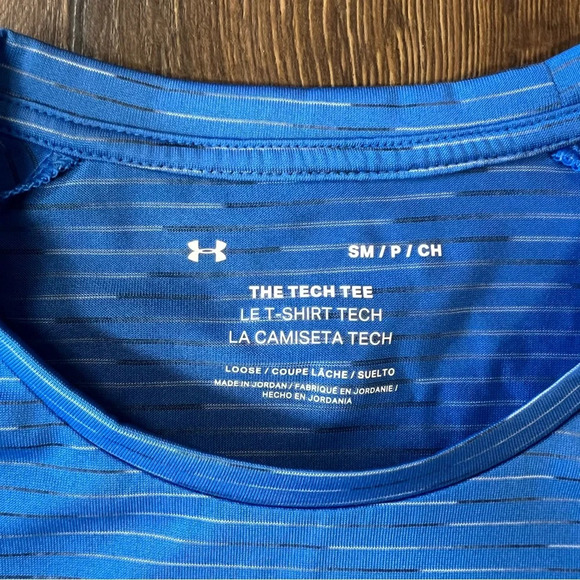 SM / P / CH
THE TECH TEE
LE T-SHIRT TECH
LA CAMISETA TECH
LOOSE / COUPE LÂCHE / SUELTO
MADE IN JORDAN / FABRIQUÉ EN JORDANIE /
HECHO EN JORDANIA